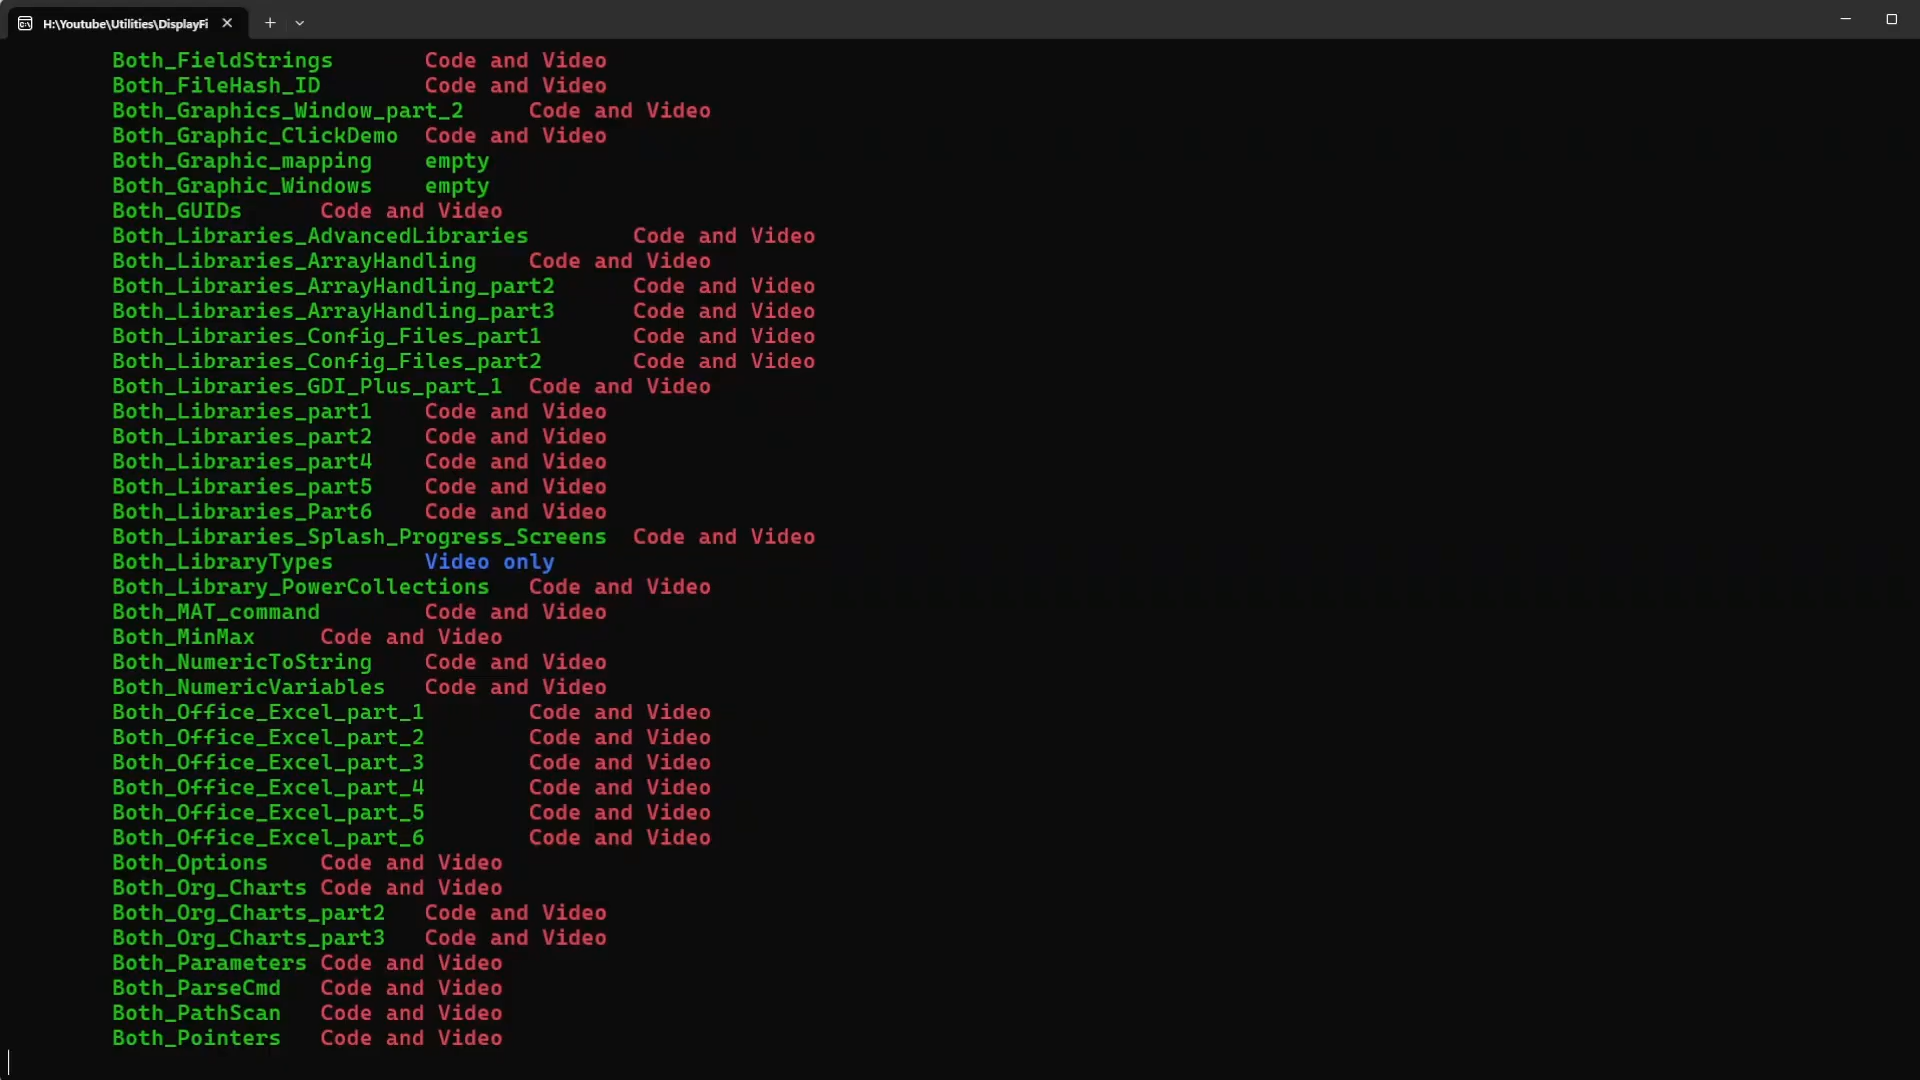 H:\Youtube\Utilities\DisplayFi
Both_FieldStrings Code and Video
Both_FileHash_ID Code and Video
Both_Graphics_Window_part_2 Code and Video
Both_Graphic_ClickDemo Code and Video
Both_Graphic_mapping empty
Both_Graphic_Windows empty
Both_GUIDs Code and Video
Both_Libraries_AdvancedLibraries Code and Video
Both_Libraries_ArrayHandling Code and Video
Both_Libraries_ArrayHandling_part2 Code and Video
Both_Libraries_ArrayHandling_part3 Code and Video
Both_Libraries_Config_Files_part1 Code and Video
Both_Libraries_Config_Files_part2 Code and Video
Both_Libraries_GDI_Plus_part_1 Code and Video
Both_Libraries_part1 Code and Video
Both_Libraries_part2 Code and Video
Both_Libraries_part4 Code and Video
Both_Libraries_part5 Code and Video
Both_Libraries_Part6 Code and Video
Both_Libraries_Splash_Progress_Screens Code and Video
Both_LibraryTypes Video only
Both_Library_PowerCollections Code and Video
Both_MAT_command Code and Video
Both_MinMax Code and Video
Both_NumericToString Code and Video
Both_NumericVariables Code and Video
Both_Office_Excel_part_1 Code and Video
Both_Office_Excel_part_2 Code and Video
Both_Office_Excel_part_3 Code and Video
Both_Office_Excel_part_4 Code and Video
Both_Office_Excel_part_5 Code and Video
Both_Office_Excel_part_6 Code and Video
Both_Options Code and Video
Both_Org_Charts Code and Video
Both_Org_Charts_part2 Code and Video
Both_Org_Charts_part3 Code and Video
Both_Parameters Code and Video
Both_ParseCmd Code and Video
Both_PathScan Code and Video
Both_Pointers Code and Video